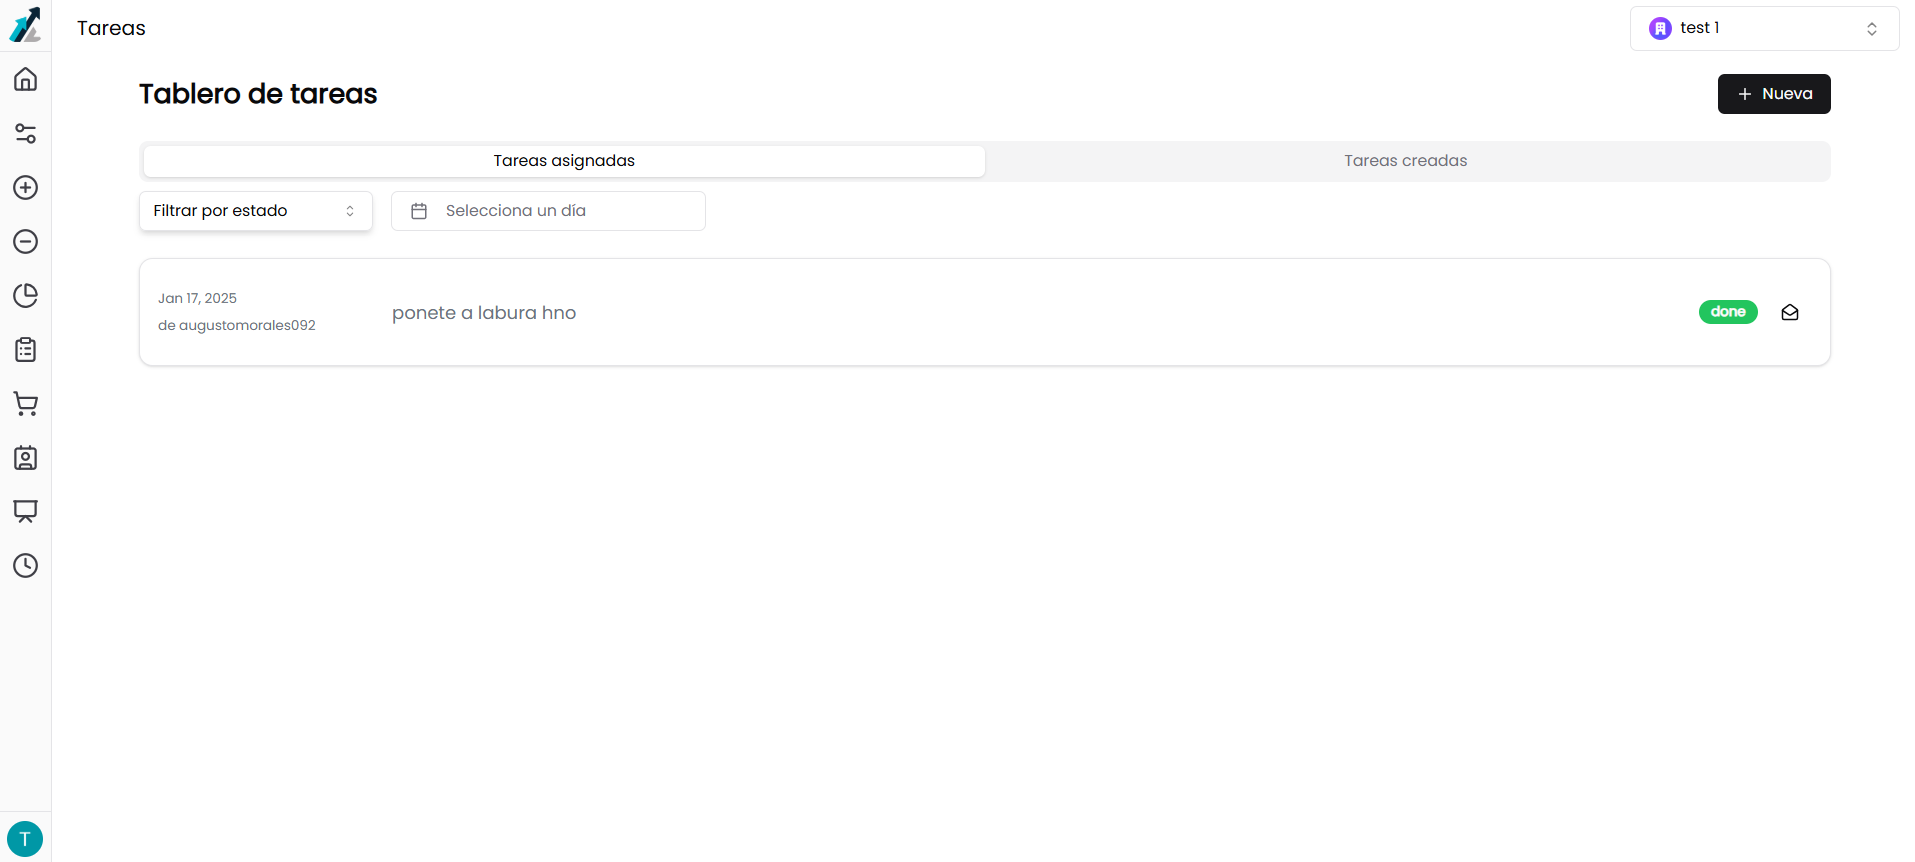 Tareas
test 1
Tablero de tareas
Nueva
Tareas asignadas
Tareas creadas
Filtrar por estado
Selecciona un día
Jan 17, 2025
de augustomorales092
ponete a labura hno
done
T